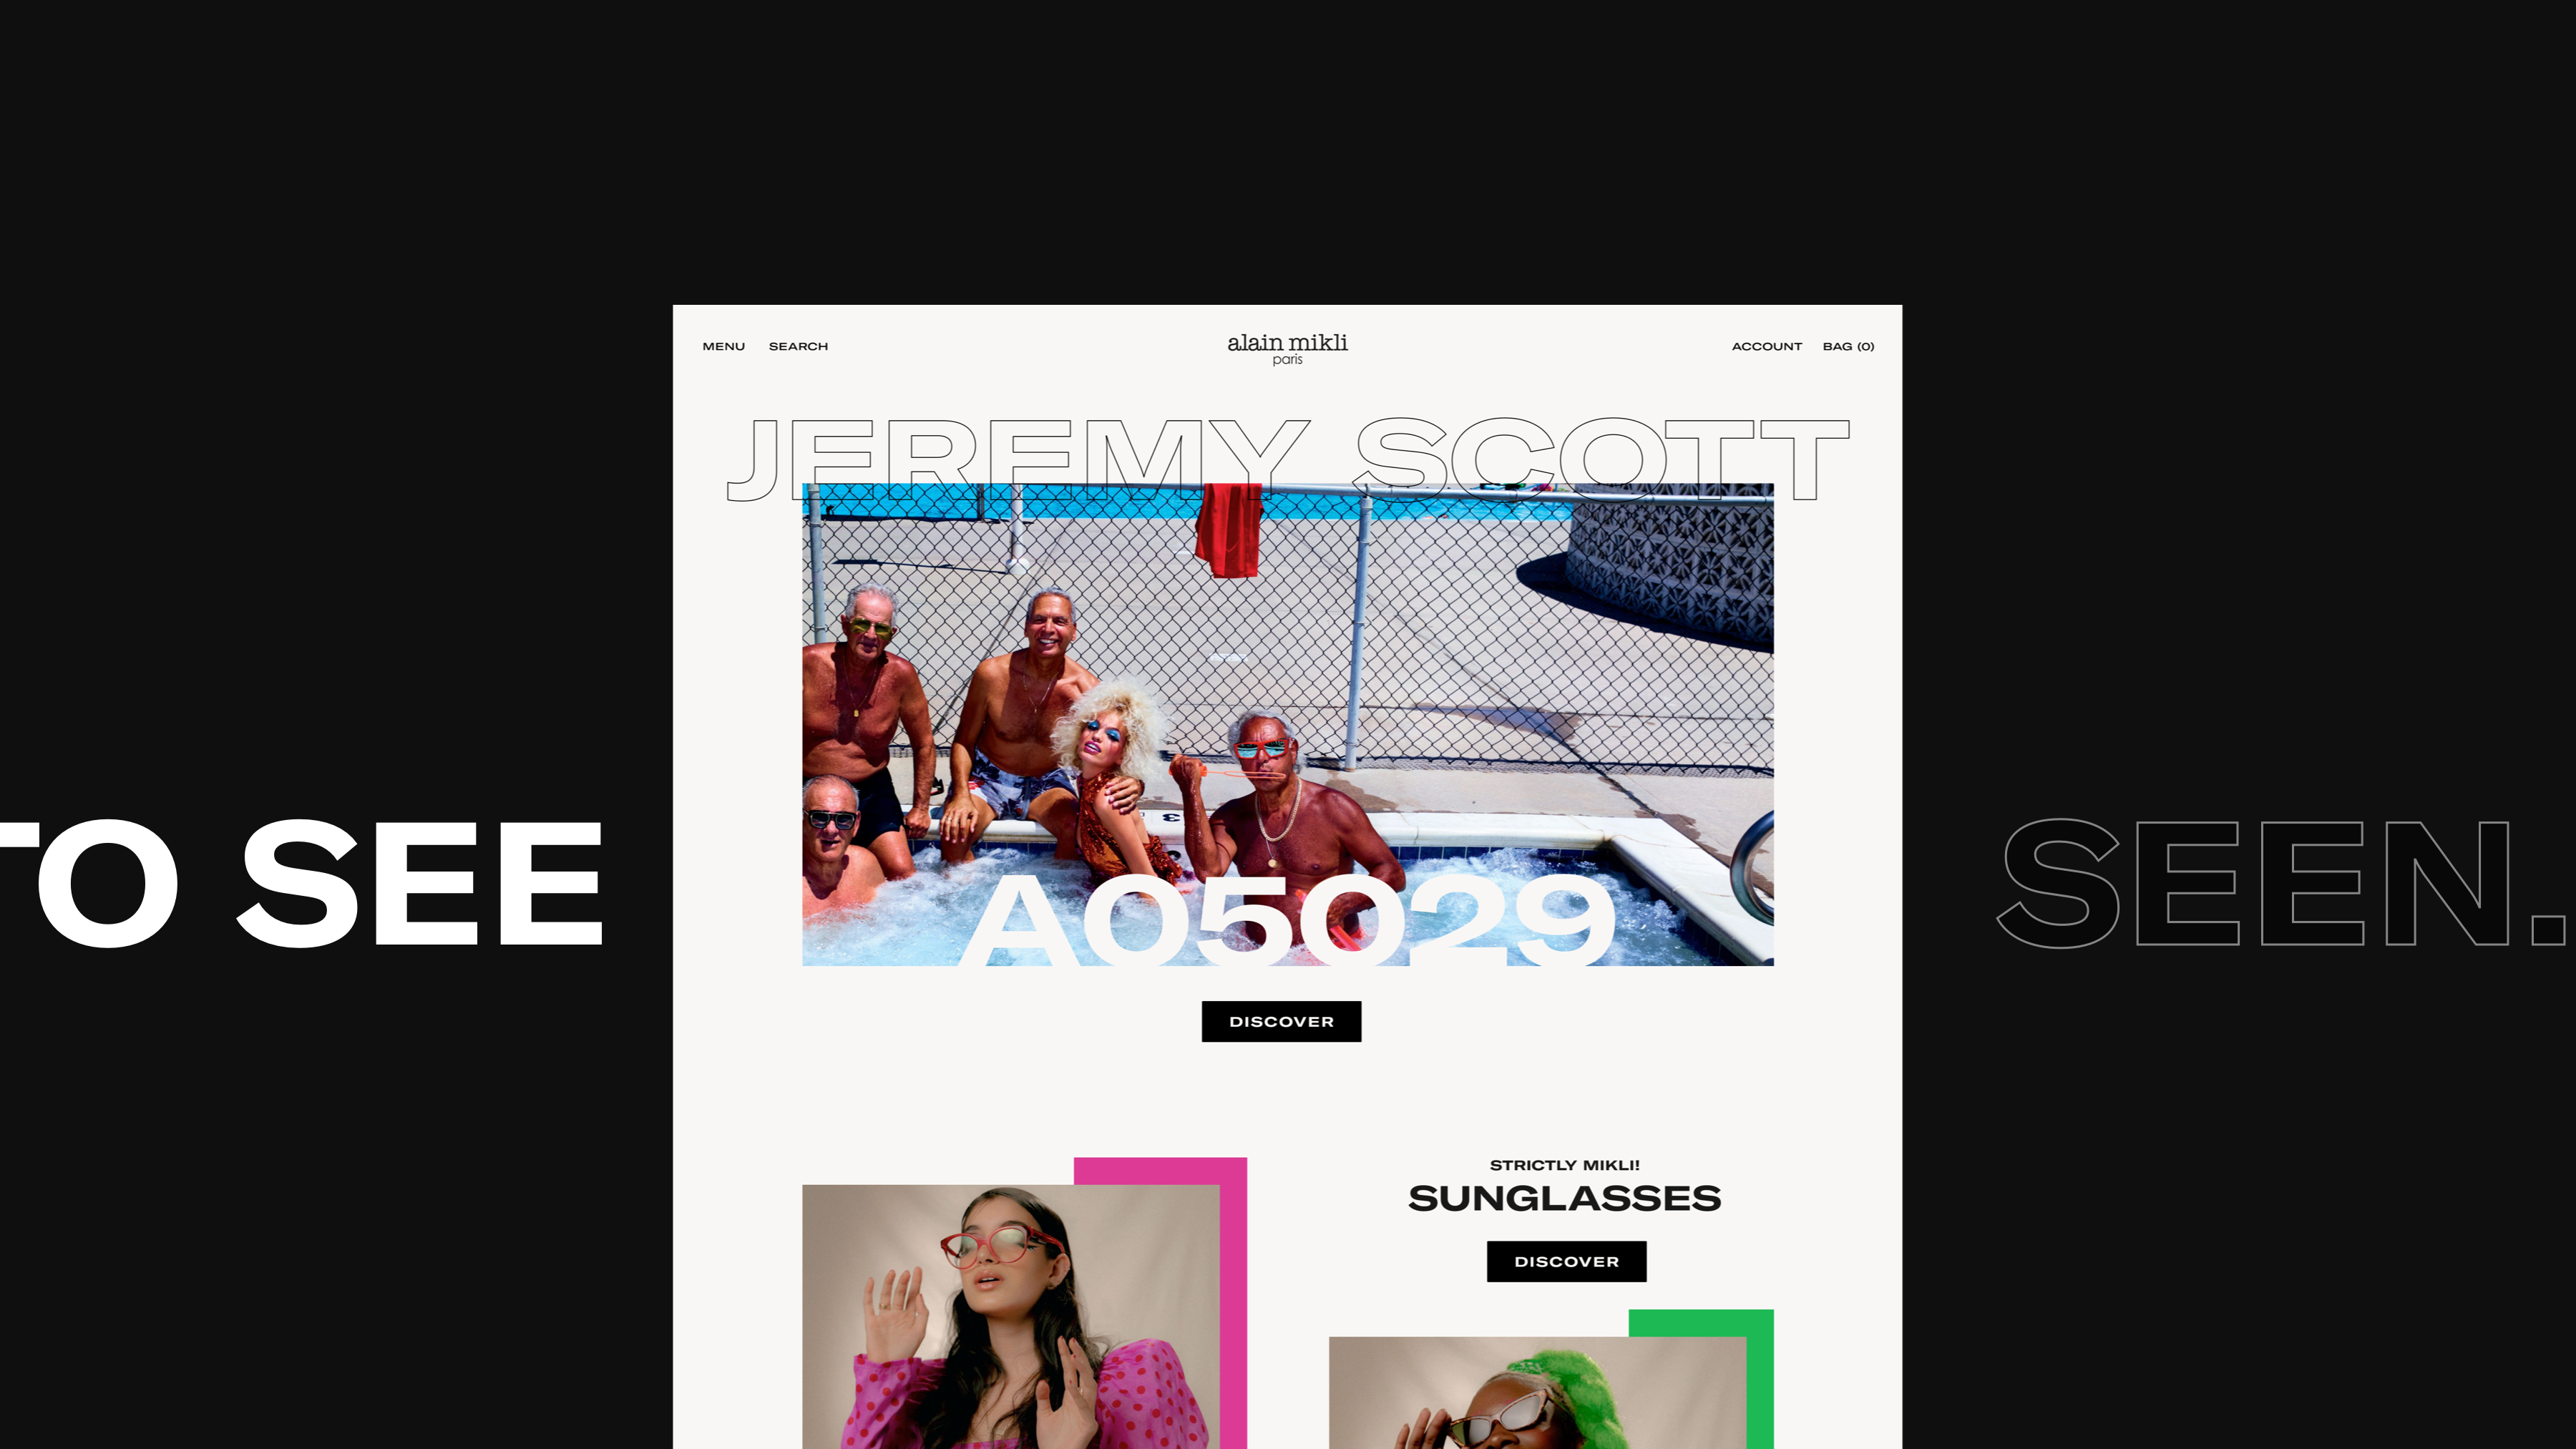 MENU SEARCH
alain mikli
paris
ACCOUNT BAG (0)
JEREMY SCOTT
3
TO SEE
SEEN.
A05029
DISCOVER
STRICTLY MIKLI!
SUNGLASSES
DISCOVER